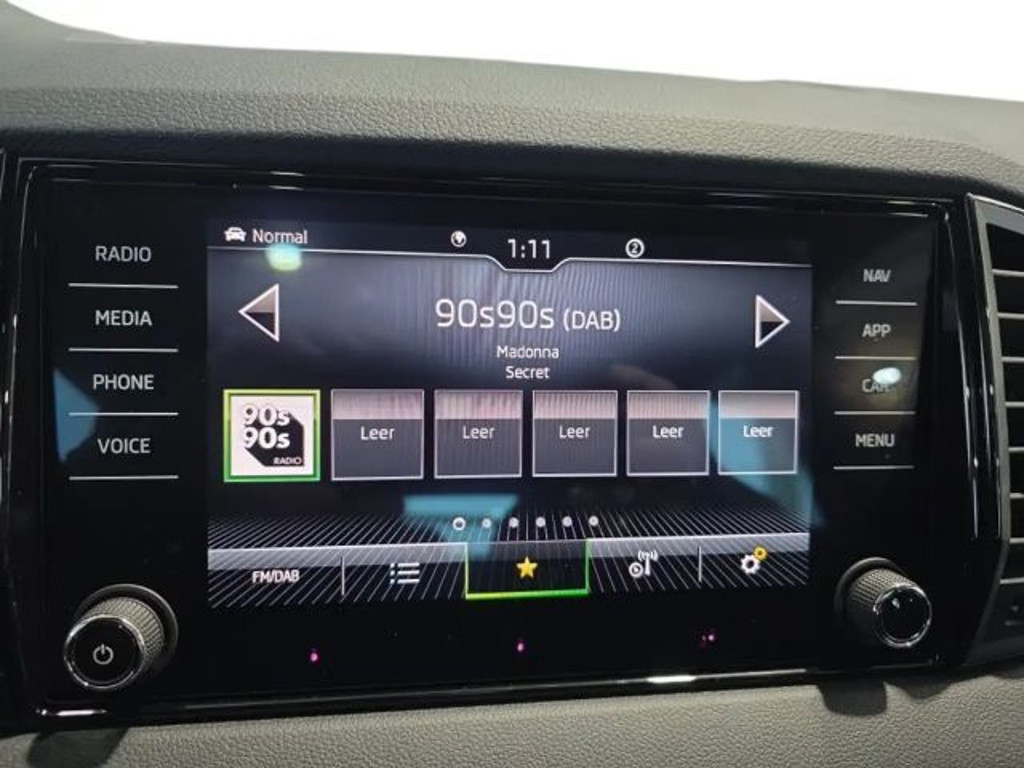 RADIO
MEDIA
PHONE
VOICE
Normal
1:11
2
90s90s (DAB)
Madonna
Secret
90s
90s
RADIO
Leer
Leer
Leer
Leer
Leer
FM/DAB
NAV
APP
CAR
MENU